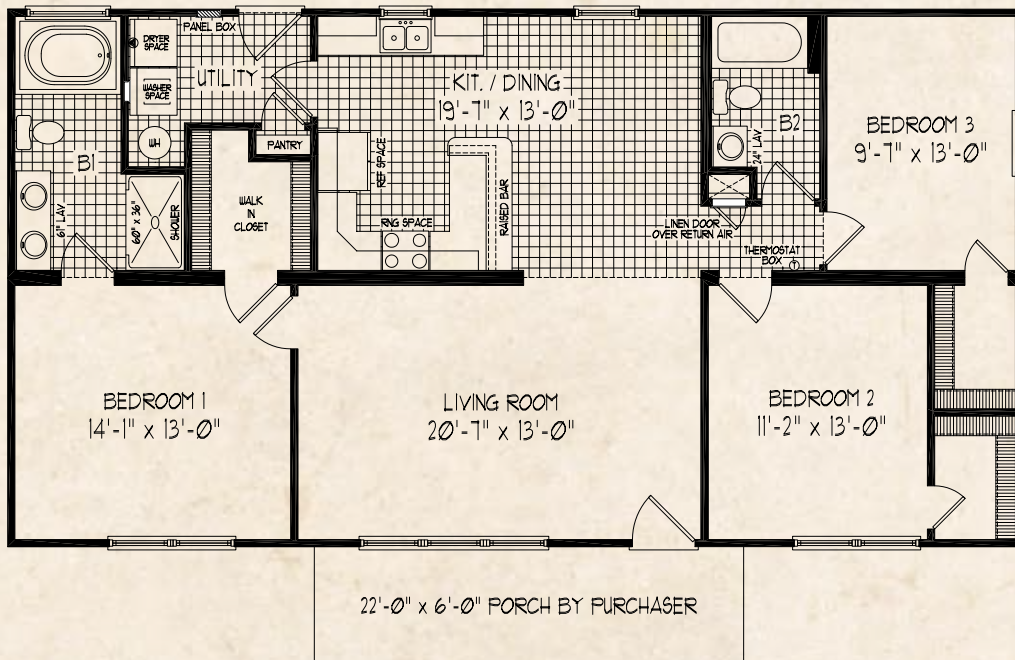 PANEL BOX
DRYER
SPACE
UTILITY
WASHER
SPACE
WH
PANTRY
B1
61" LAV
60" x 36"
SHOWER
WALK
IN
CLOSET
KIT. / DINING
19'-7" x 13'-0"
REF SPACE
RNG SPACE
RAISED BAR
B2
24" LAV
LINEN DOOR
OVER RETURN AIR
THERMOSTAT
BOX
T
BEDROOM 3
9'-7" x 13'-0"
BEDROOM 1
14'-1" x 13'-0"
LIVING ROOM
20'-7" x 13'-0"
BEDROOM 2
11'-2" x 13'-0"
22'-0" x 6'-0" PORCH BY PURCHASER